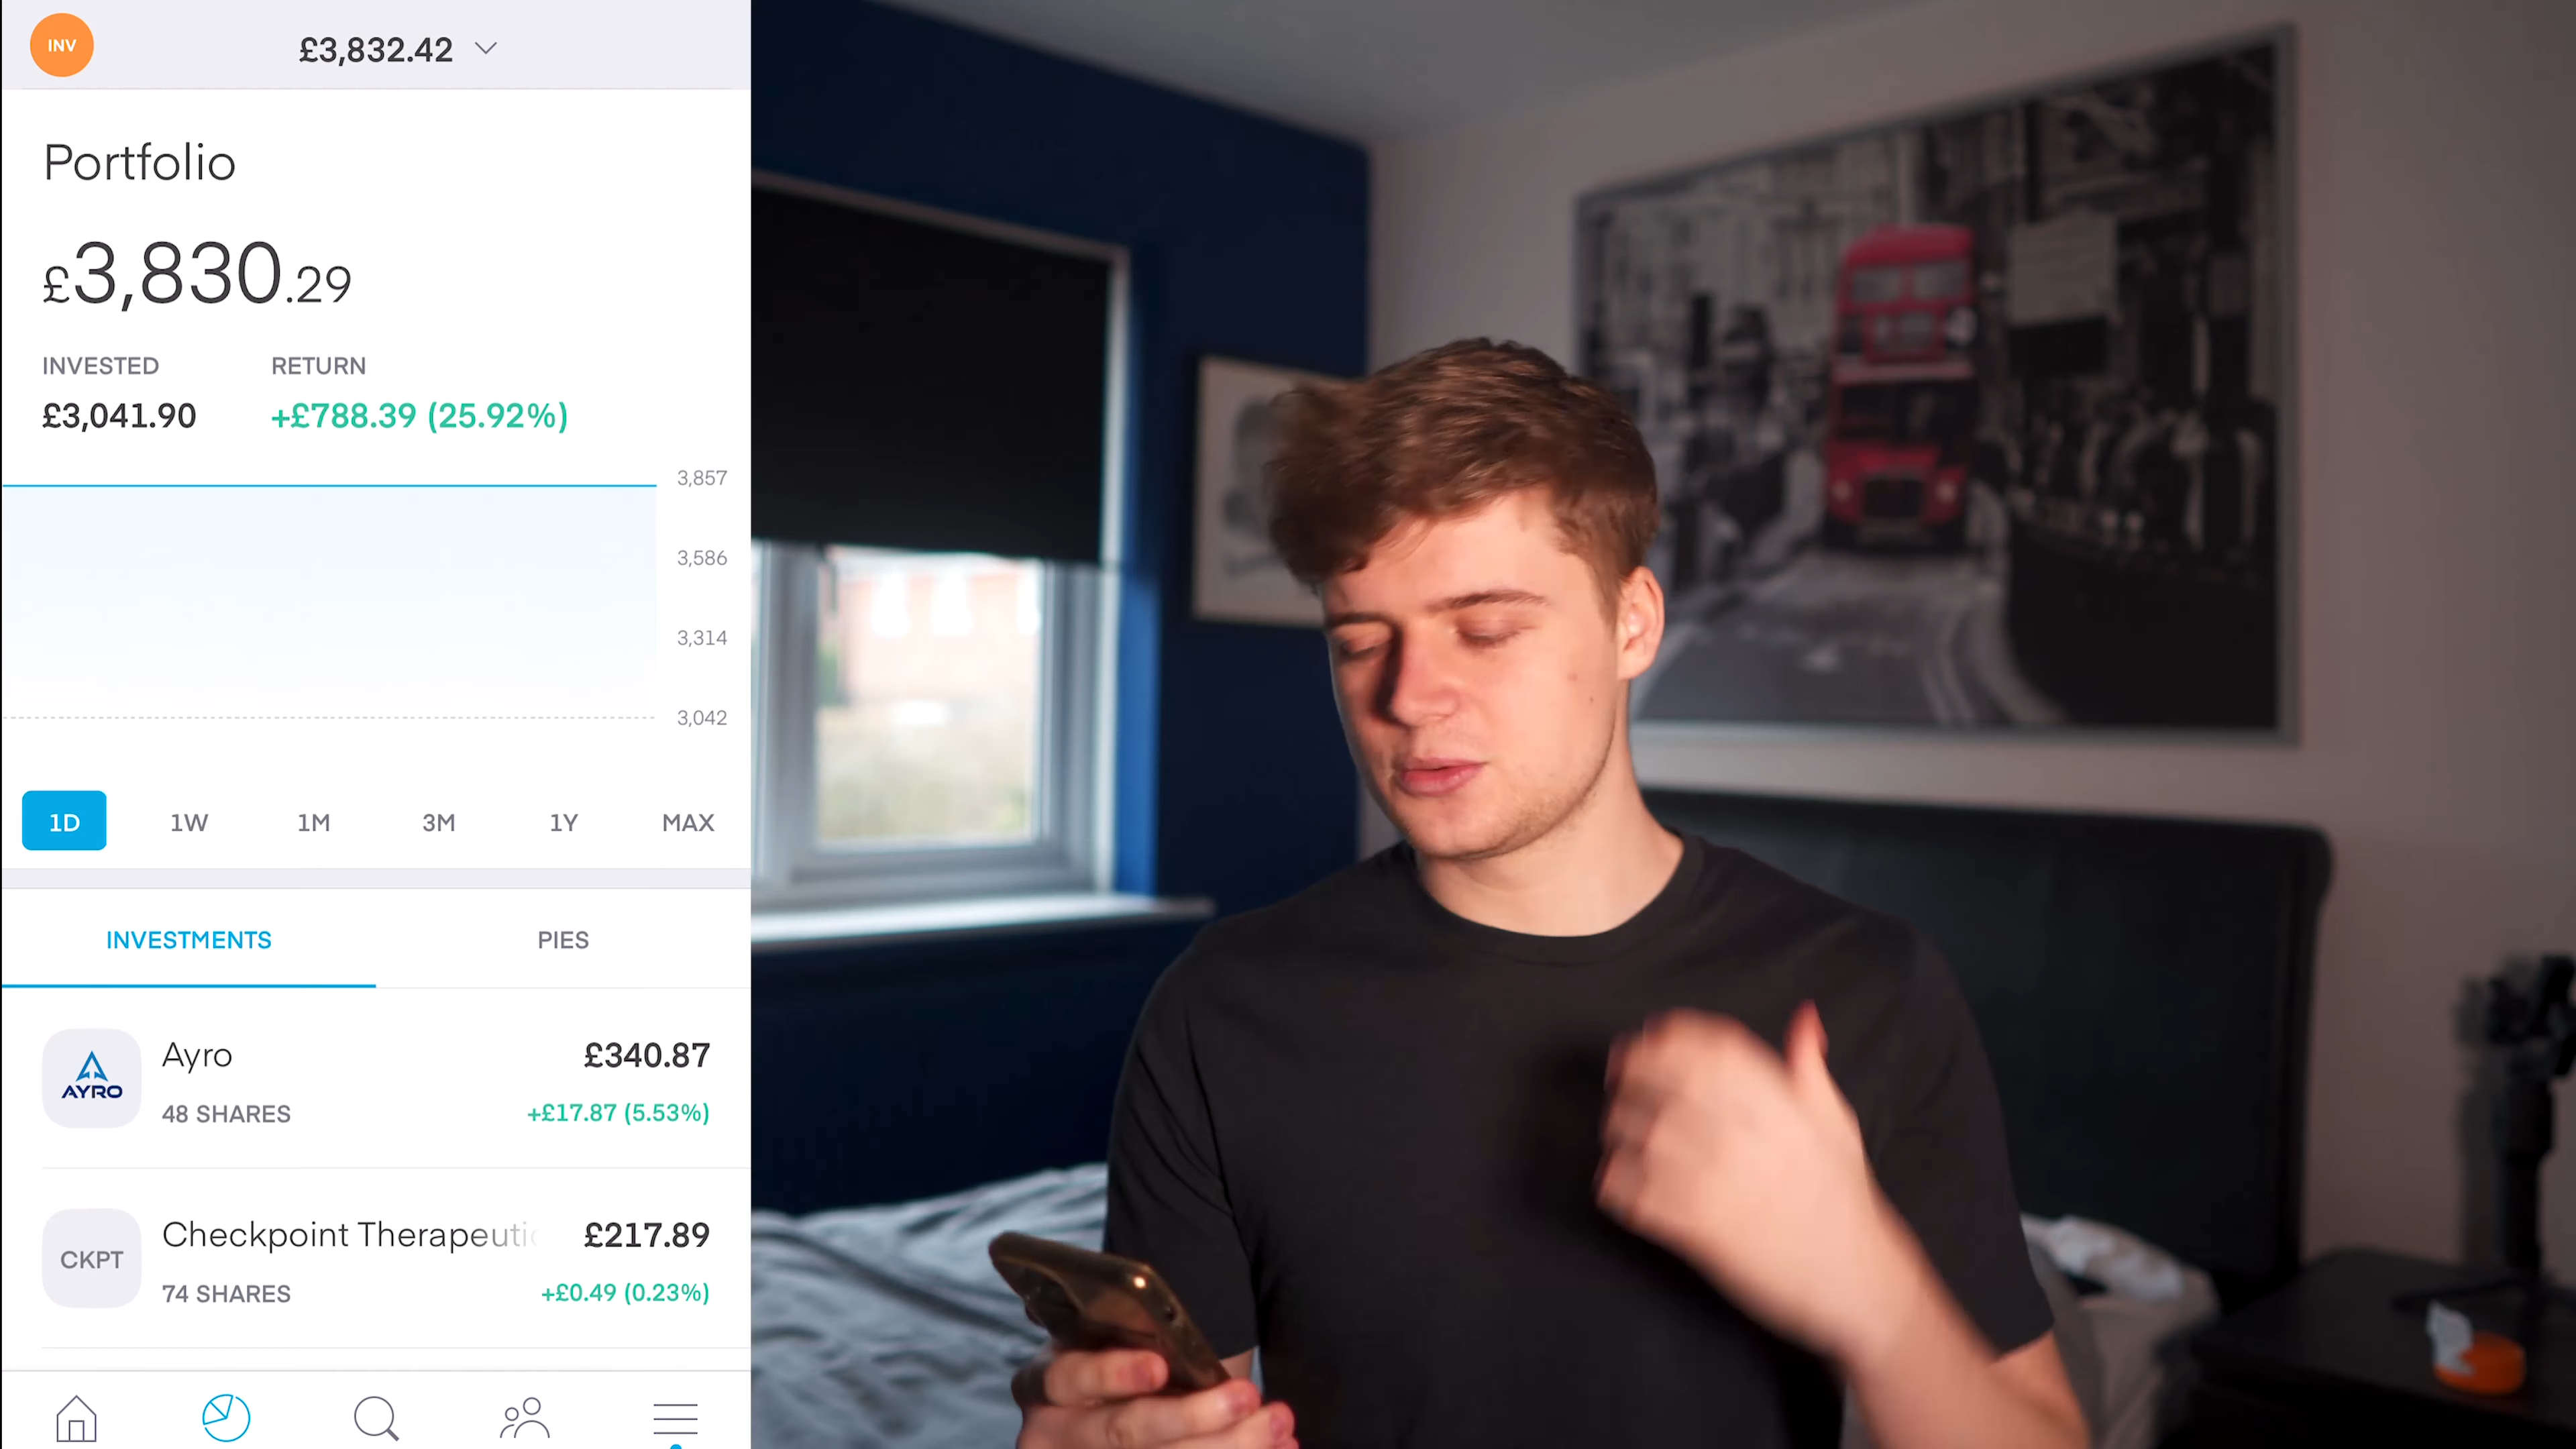 INV
£3,832.42
Portfolio
£3,830.29
INVESTED
RETURN
£3,041.90
+£788.39 (25.92%)
3,857
3,586
3,314
3,042
1D
1W
1M
3M
1Y
MAX
INVESTMENTS
PIES
AYRO
Ayro
£340.87
48 SHARES
+£17.87 (5.53%)
CKPT
Checkpoint Therapeutic
£217.89
74 SHARES
+£0.49 (0.23%)